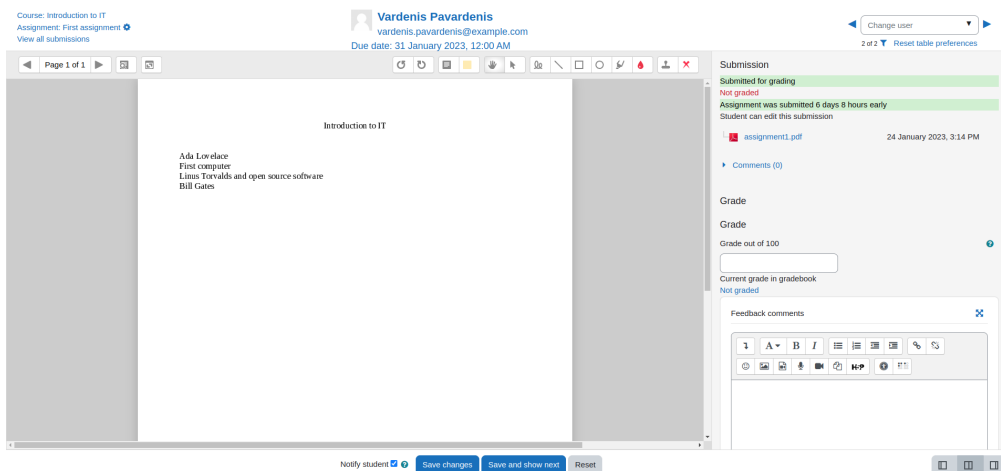 Course: Introduction to IT
Assignment: First assignment
View all submissions
Vardenis Pavardenis
vardenis.pavardenis@example.com
Due date: 31 January 2023, 12:00 AM
Change user
2 of 2 Reset table preferences
Page 1 of 1
Introduction to IT
Ada Lovelace
First computer
Linus Torvalds and open source software
Bill Gates
Submission
Submitted for grading
Not graded
Assignment was submitted 6 days 8 hours early
Student can edit this submission
assignment1.pdf 24 January 2023, 3:14 PM
Comments (0)
Grade
Grade
Grade out of 100
Current grade in gradebook
Not graded
Feedback comments
A B I
H-P
Notify student Save changes Save and show next Reset